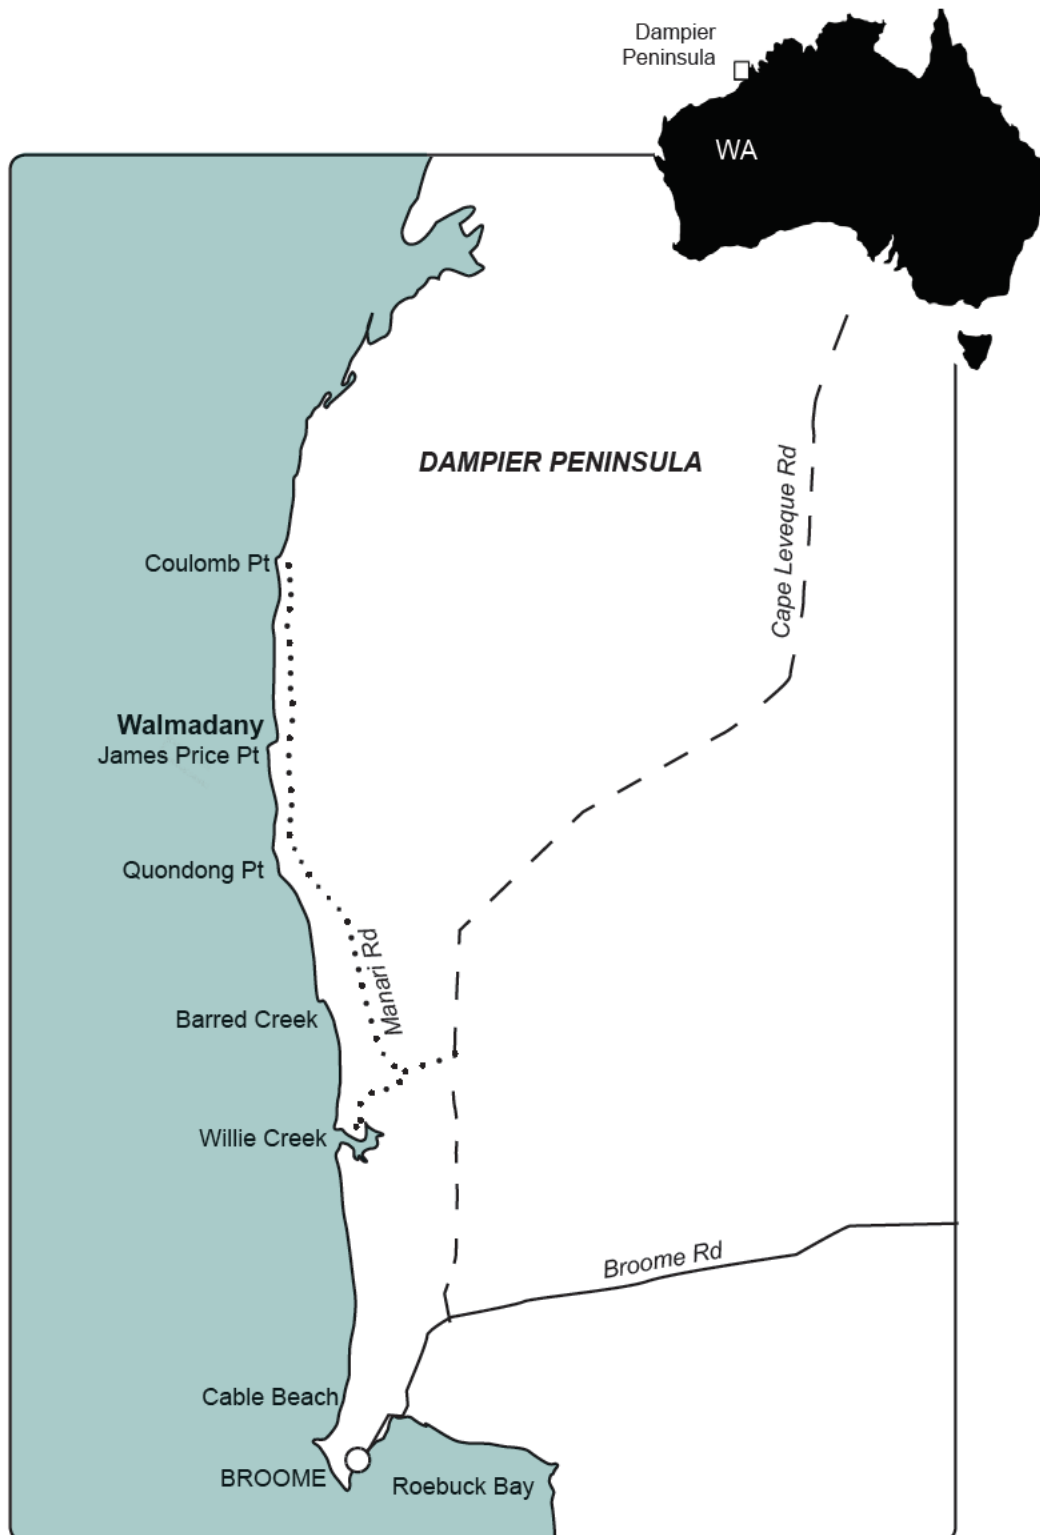 Dampier
Peninsula
WA
DAMPIER PENINSULA
Cape Leveque Rd
Coulomb Pt
Walmadany
James Price Pt
Quondong Pt
Manari Rd
Barred Creek
Willie Creek
Broome Rd
Cable Beach
BROOME
Roebuck Bay